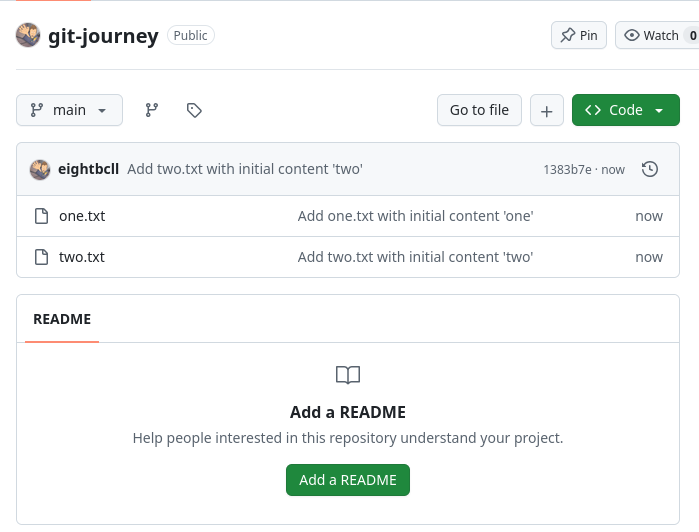 git-journey Public Pin Watch 0
main Go to file Code
eightbcll Add two.txt with initial content 'two' 1383b7e · now
one.txt Add one.txt with initial content 'one' now
two.txt Add two.txt with initial content 'two' now
README
Add a README
Help people interested in this repository understand your project.
Add a README